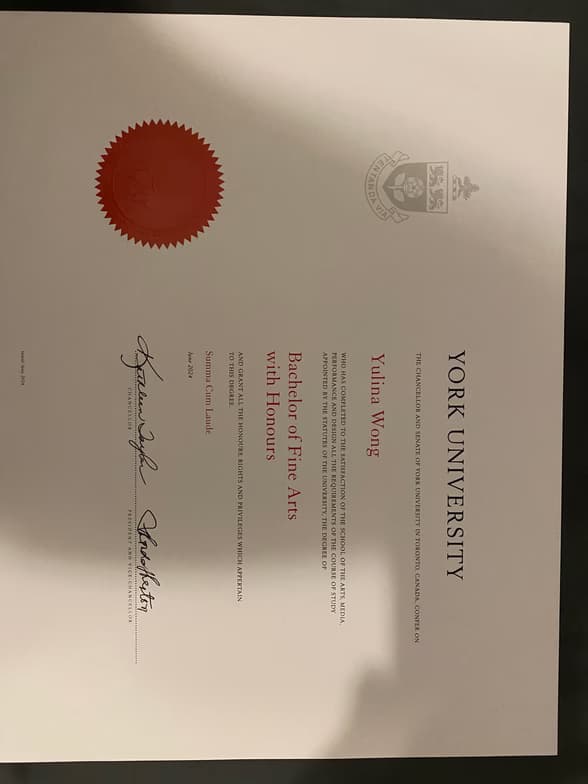 YORK UNIVERSITY
THE CHANCELLOR AND SENATE OF YORK UNIVERSITY IN TORONTO, CANADA, CONFER ON
Yulina Wong
WHO HAS COMPLETED TO THE SATISFACTION OF THE SCHOOL OF THE ARTS, MEDIA,
PERFORMANCE AND DESIGN ALL THE REQUIREMENTS OF THE COURSE OF STUDY
APPOINTED BY THE STATUTES OF THE UNIVERSITY, THE DEGREE OF
Bachelor of Fine Arts
with Honours
AND GRANT ALL THE HONOURS, RIGHTS AND PRIVILEGES WHICH APPERTAIN
TO THIS DEGREE.
Summa Cum Laude
June 2024
CHANCELLOR
PRESIDENT AND VICE-CHANCELLOR
TENTANDA VIA